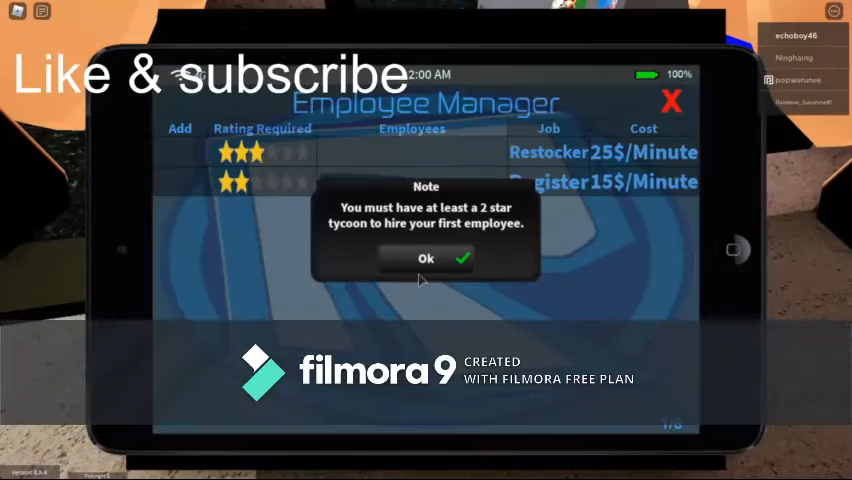 Like & subscribe
2:00 AM
100%
echoboy46
Employee Manager
X
Ninghaing
popwarunee
Add Rating Required Employees Job Cost
Restocker 25$/Minute
Register 15$/Minute
Note
You must have at least a 2 star
tycoon to hire your first employee.
Ok
filmora9 CREATED
WITH FILMORA FREE PLAN
Copyright ©